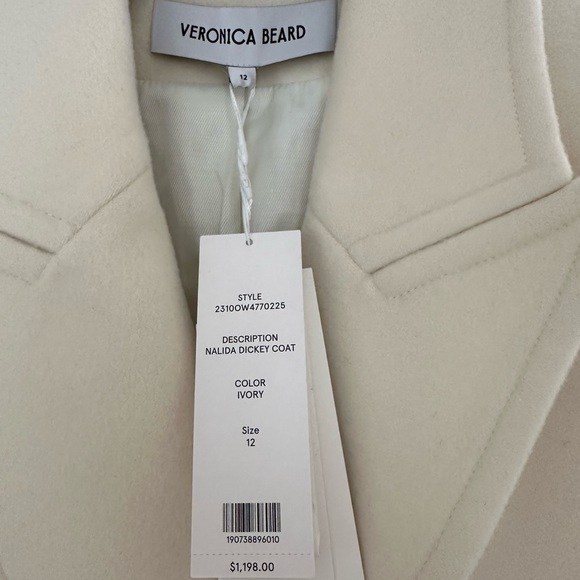 VERONICA BEARD
12
STYLE
2310OW4770225
DESCRIPTION
NALIDA DICKEY COAT
COLOR
IVORY
Size
12
190738896010
$1,198.00